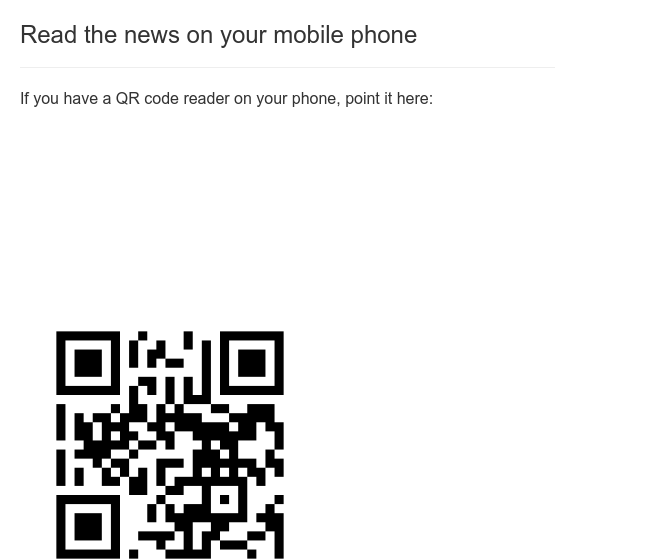 Read the news on your mobile phone
If you have a QR code reader on your phone, point it here: